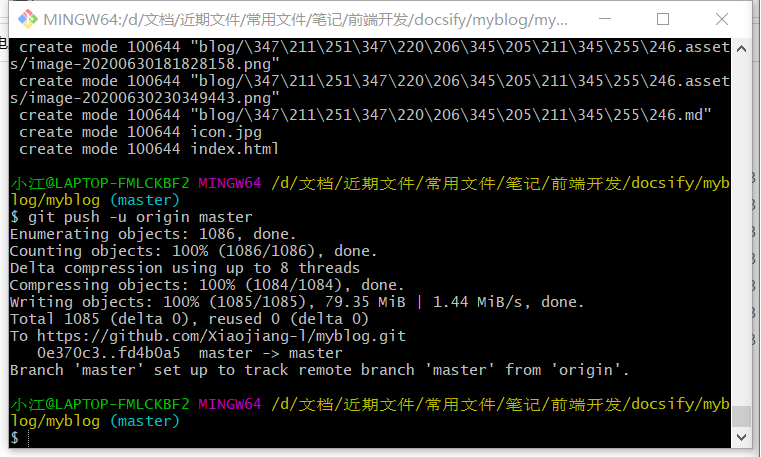 MINGW64:/d/文档/近期文件/常用文件/笔记/前端开发/docsify/myblog/my...
 create mode 100644 "blog/\347\211\251\347\220\206\345\205\211\345\255\246.asset
s/image-20200630181828158.png"
 create mode 100644 "blog/\347\211\251\347\220\206\345\205\211\345\255\246.asset
s/image-20200630230349443.png"
 create mode 100644 "blog/\347\211\251\347\220\206\345\205\211\345\255\246.md"
 create mode 100644 icon.jpg
 create mode 100644 index.html
小江@LAPTOP-FMLCKBF2 MINGW64 /d/文档/近期文件/常用文件/笔记/前端开发/docsify/myb
log/myblog (master)
$ git push -u origin master
Enumerating objects: 1086, done.
Counting objects: 100% (1086/1086), done.
Delta compression using up to 8 threads
Compressing objects: 100% (1084/1084), done.
Writing objects: 100% (1085/1085), 79.35 MiB | 1.44 MiB/s, done.
Total 1085 (delta 0), reused 0 (delta 0)
To https://github.com/Xiaojiang-l/myblog.git
   0e370c3..fd4b0a5  master -> master
Branch 'master' set up to track remote branch 'master' from 'origin'.
小江@LAPTOP-FMLCKBF2 MINGW64 /d/文档/近期文件/常用文件/笔记/前端开发/docsify/myb
log/myblog (master)
$